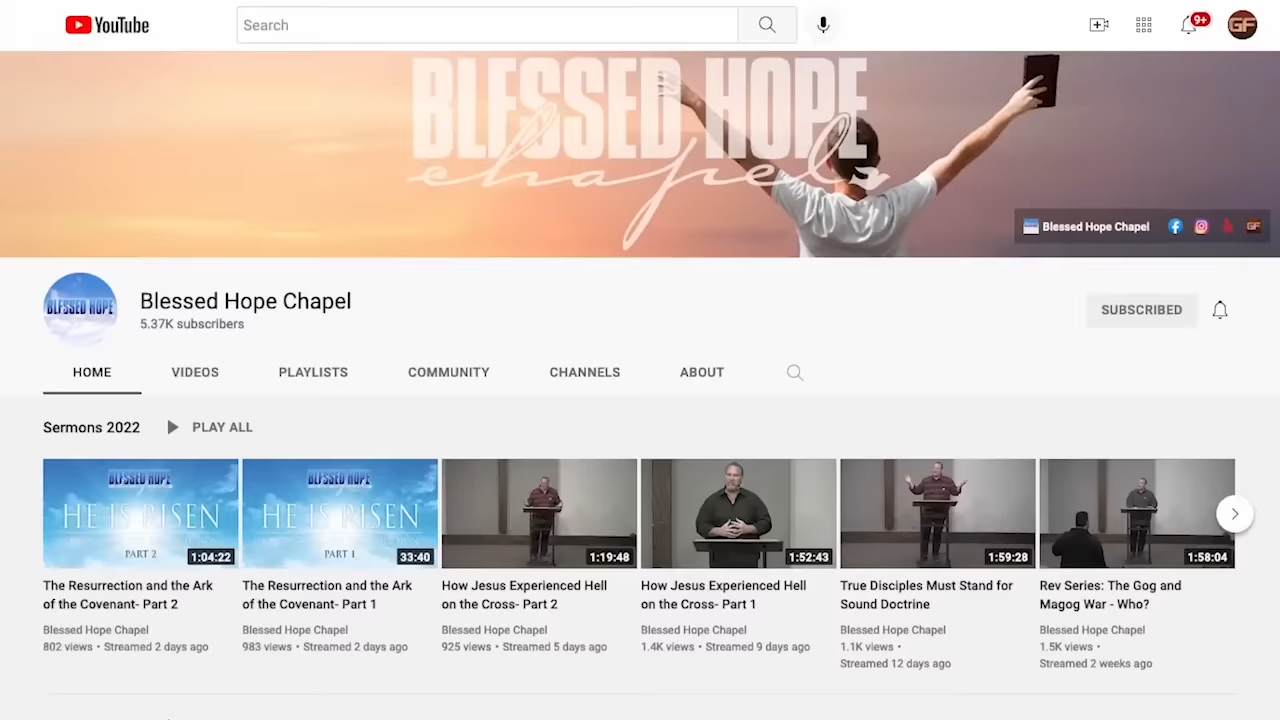 YouTube
Search
9+
GF
BLESSED HOPE
chapel
Blessed Hope Chapel
GF
BLESSED HOPE
Blessed Hope Chapel
5.37K subscribers
SUBSCRIBED
HOME VIDEOS PLAYLISTS COMMUNITY CHANNELS ABOUT
Sermons 2022 PLAY ALL
BLESSED HOPE
HE IS RISEN
PART 2
1:04:22
The Resurrection and the Ark
of the Covenant- Part 2
Blessed Hope Chapel
802 views • Streamed 2 days ago
BLESSED HOPE
HE IS RISEN
PART 1
33:40
The Resurrection and the Ark
of the Covenant- Part 1
Blessed Hope Chapel
983 views • Streamed 2 days ago
1:19:48
How Jesus Experienced Hell
on the Cross- Part 2
Blessed Hope Chapel
925 views • Streamed 5 days ago
1:52:43
How Jesus Experienced Hell
on the Cross- Part 1
Blessed Hope Chapel
1.4K views • Streamed 9 days ago
1:59:28
True Disciples Must Stand for
Sound Doctrine
Blessed Hope Chapel
1.1K views •
Streamed 12 days ago
1:58:04
Rev Series: The Gog and
Magog War - Who?
Blessed Hope Chapel
1.5K views •
Streamed 2 weeks ago